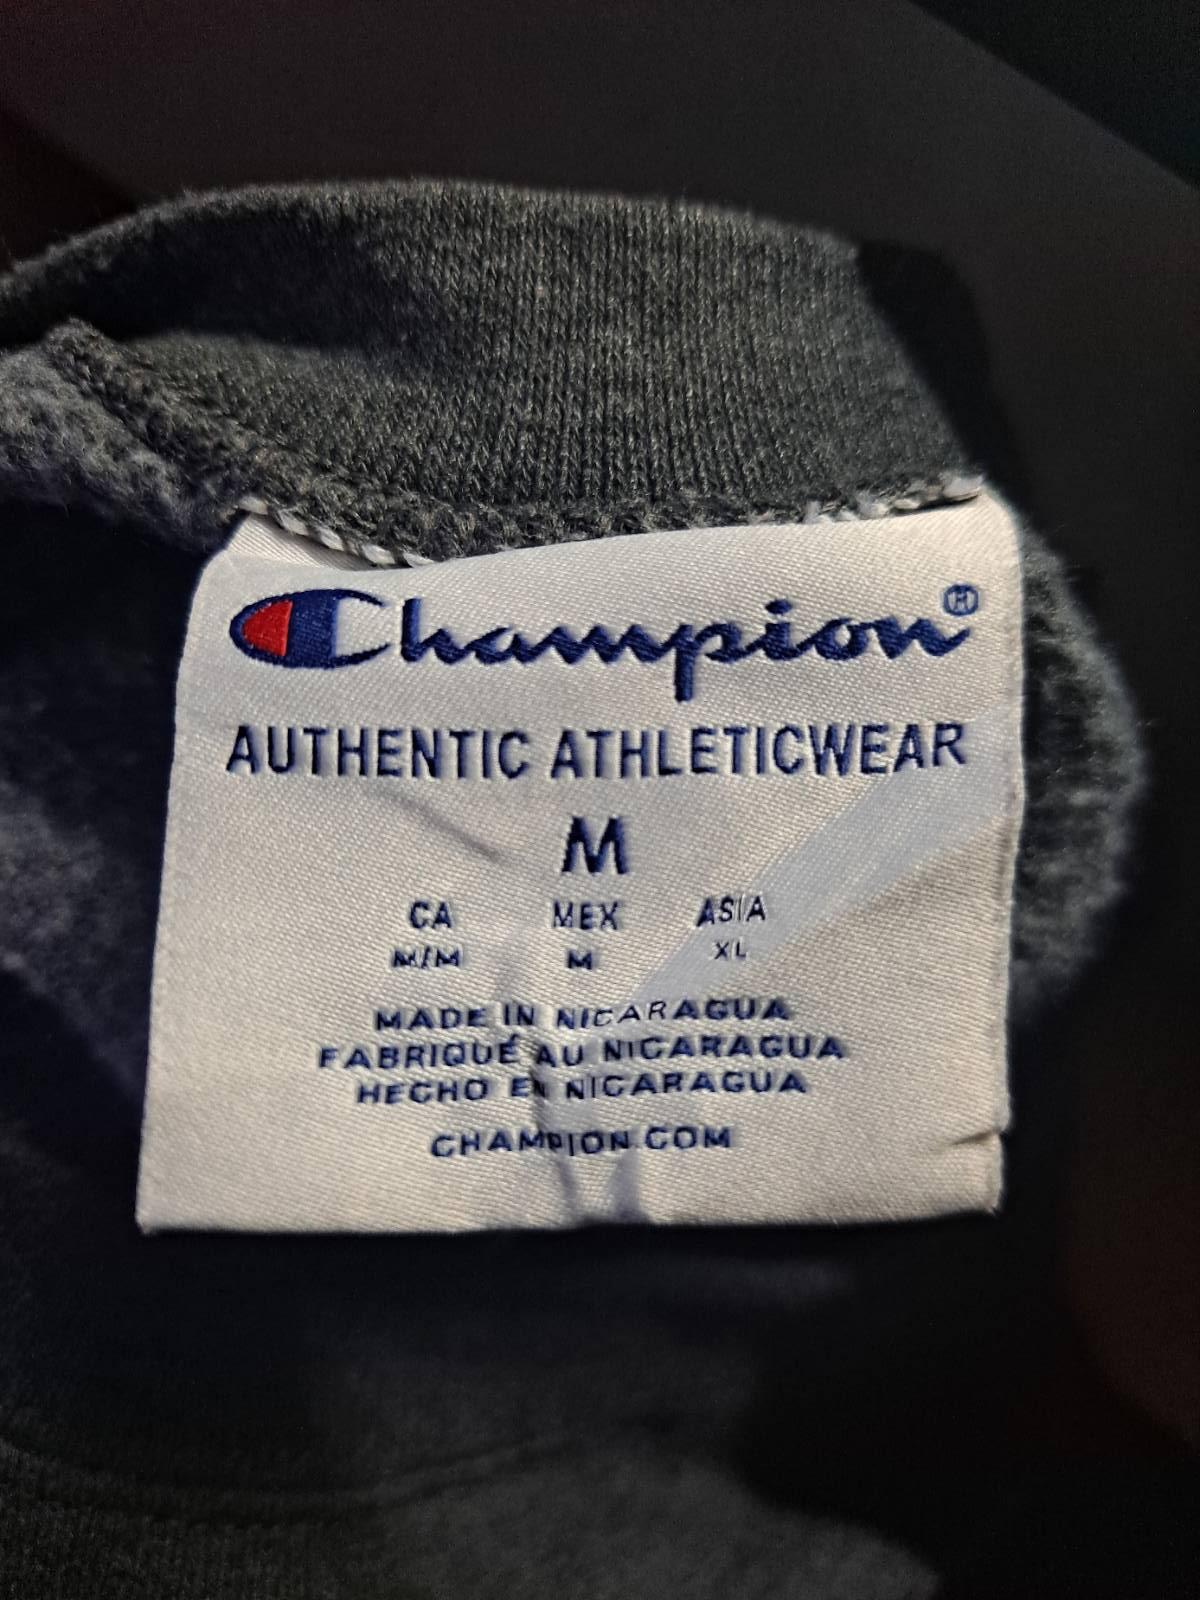 Champion®
AUTHENTIC ATHLETICWEAR
M
CA MEX ASIA
M/M M XL
MADE IN NICARAGUA
FABRIQUÉ AU NICARAGUA
HECHO EN NICARAGUA
CHAMPION.COM